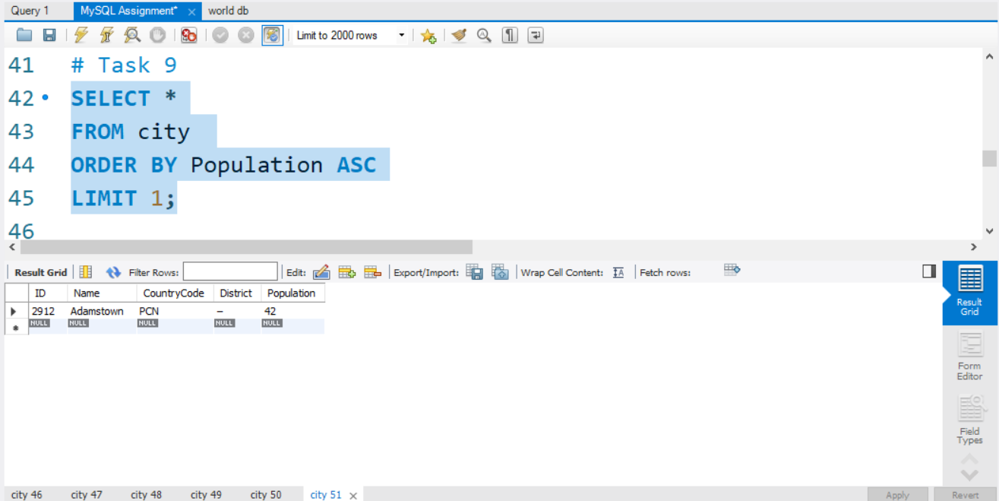 Query 1 MySQL Assignment* × world db
Limit to 2000 rows
41 # Task 9
42 SELECT *
43 FROM city
44 ORDER BY Population ASC
45 LIMIT 1;
46
Result Grid Filter Rows: Edit: Export/Import: Wrap Cell Content: Fetch rows:
ID Name CountryCode District Population
2912 Adamstown PCN – 42
NULL NULL NULL NULL NULL
Result
Grid
Form
Editor
Field
Types
city 46 city 47 city 48 city 49 city 50 city 51 × Apply Revert